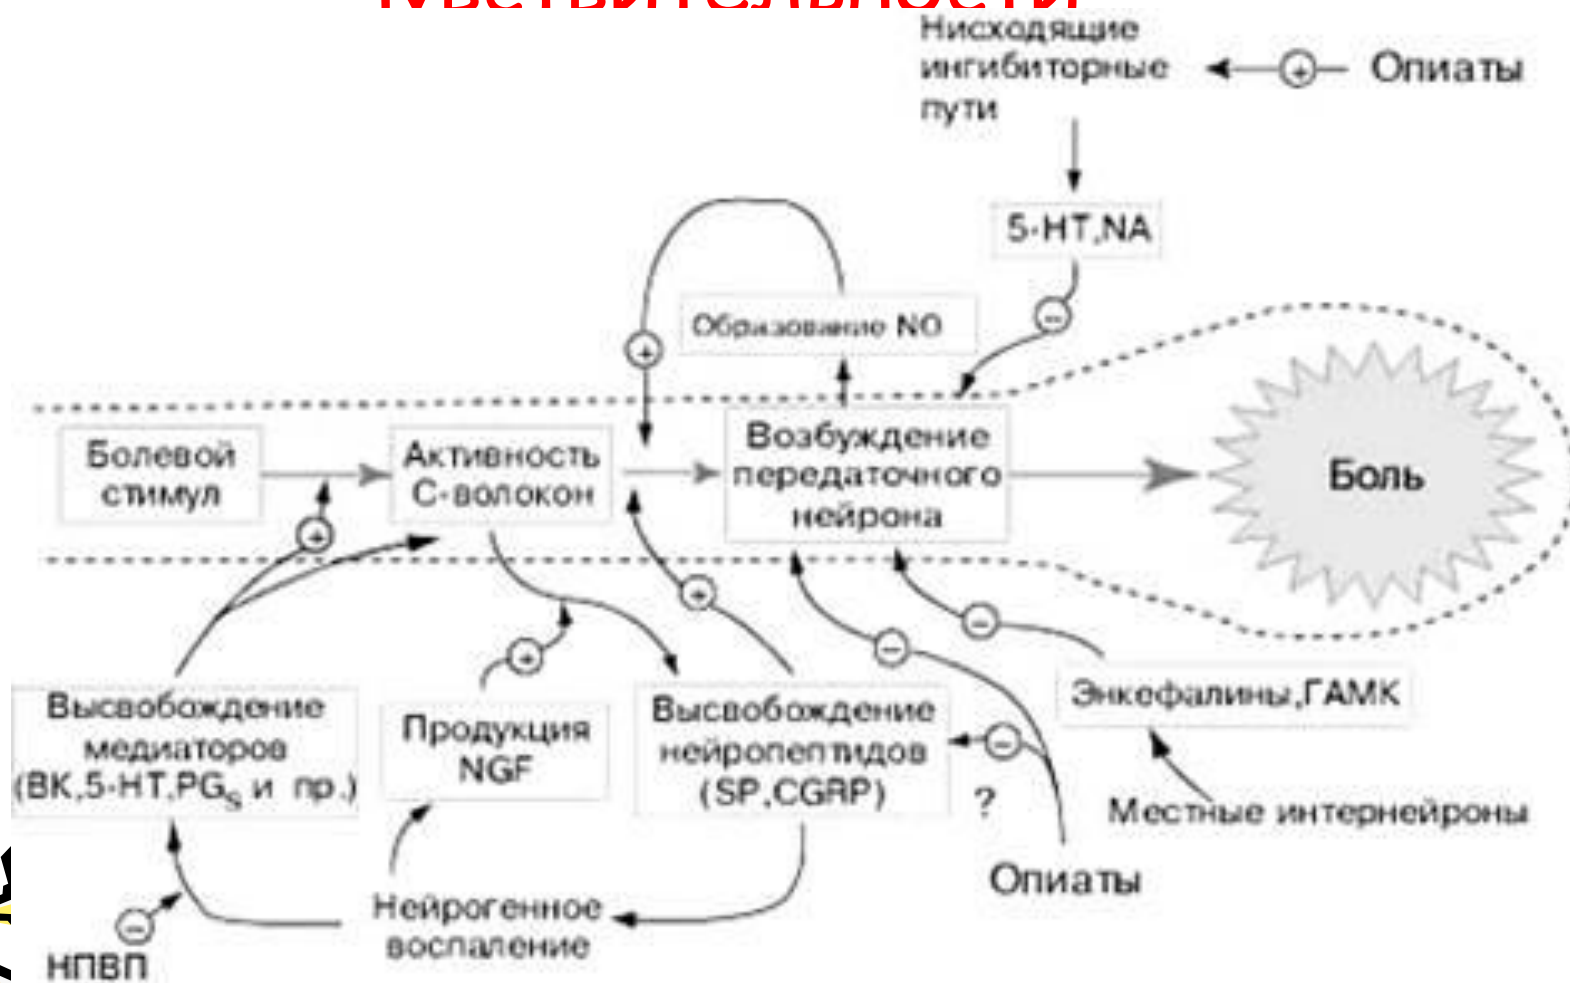 чувствительности
Нисходящие
ингибиторные
пути
+
Опиаты
5-HT,NA
−
Образование NO
+
Болевой
стимул
Активность
С-волокон
Возбуждение
передаточного
нейрона
Боль
+
+
−
−
+
Высвобождение
медиаторов
(BK,5-HT,PGs и пр.)
Продукция
NGF
Высвобождение
нейропептидов
(SP,CGRP)
−
?
Энкефалины,ГАМК
Местные интернейроны
Опиаты
Нейрогенное
воспаление
−
НПВП